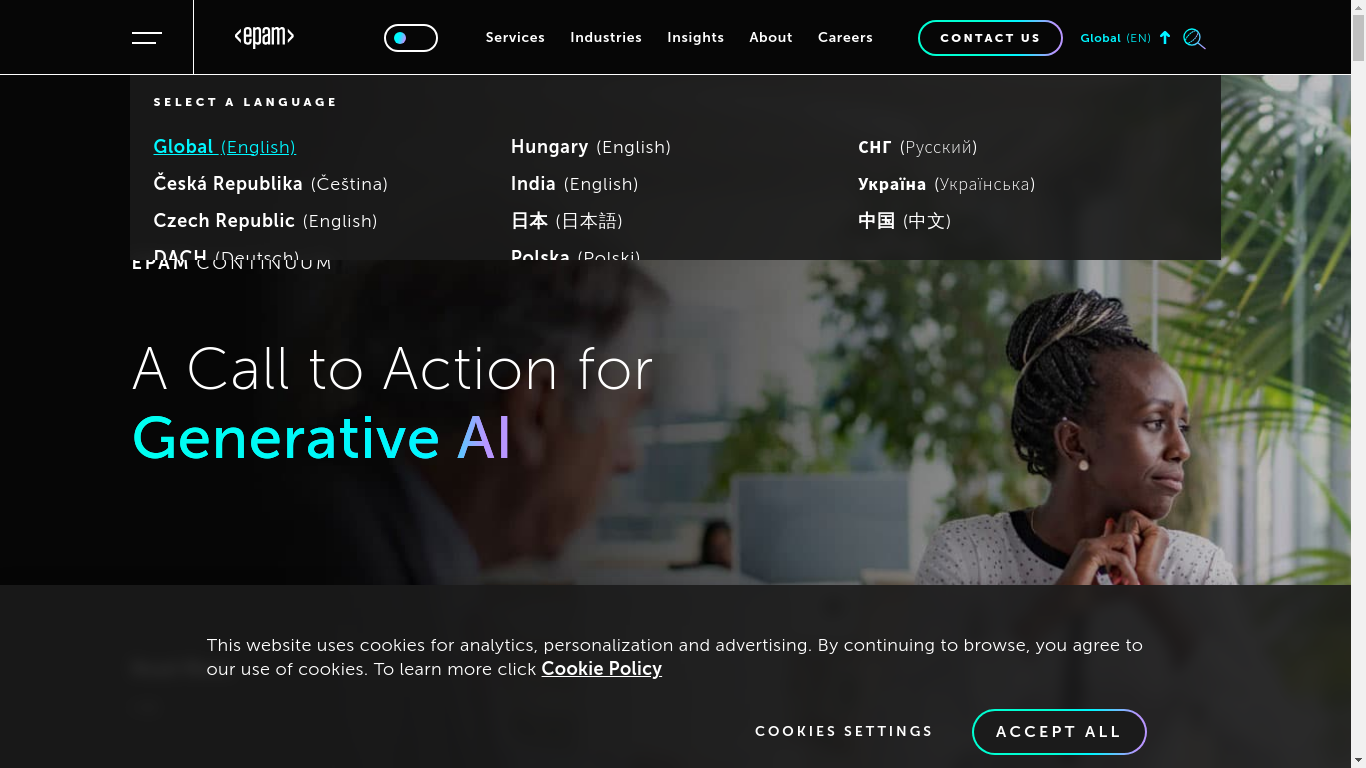 <epam>
Services
Industries
Insights
About
Careers
CONTACT US
Global (EN)
SELECT A LANGUAGE
Global (English)
Hungary (English)
СНГ (Русский)
Česká Republika (Čeština)
India (English)
Україна (Українська)
Czech Republic (English)
日本 (日本語)
中国 (中文)
DACH (Deutsch)
Polska (Polski)
EPAM CONTINUUM
A Call to Action for
Generative AI
This website uses cookies for analytics, personalization and advertising. By continuing to browse, you agree to
our use of cookies. To learn more click Cookie Policy
COOKIES SETTINGS
ACCEPT ALL